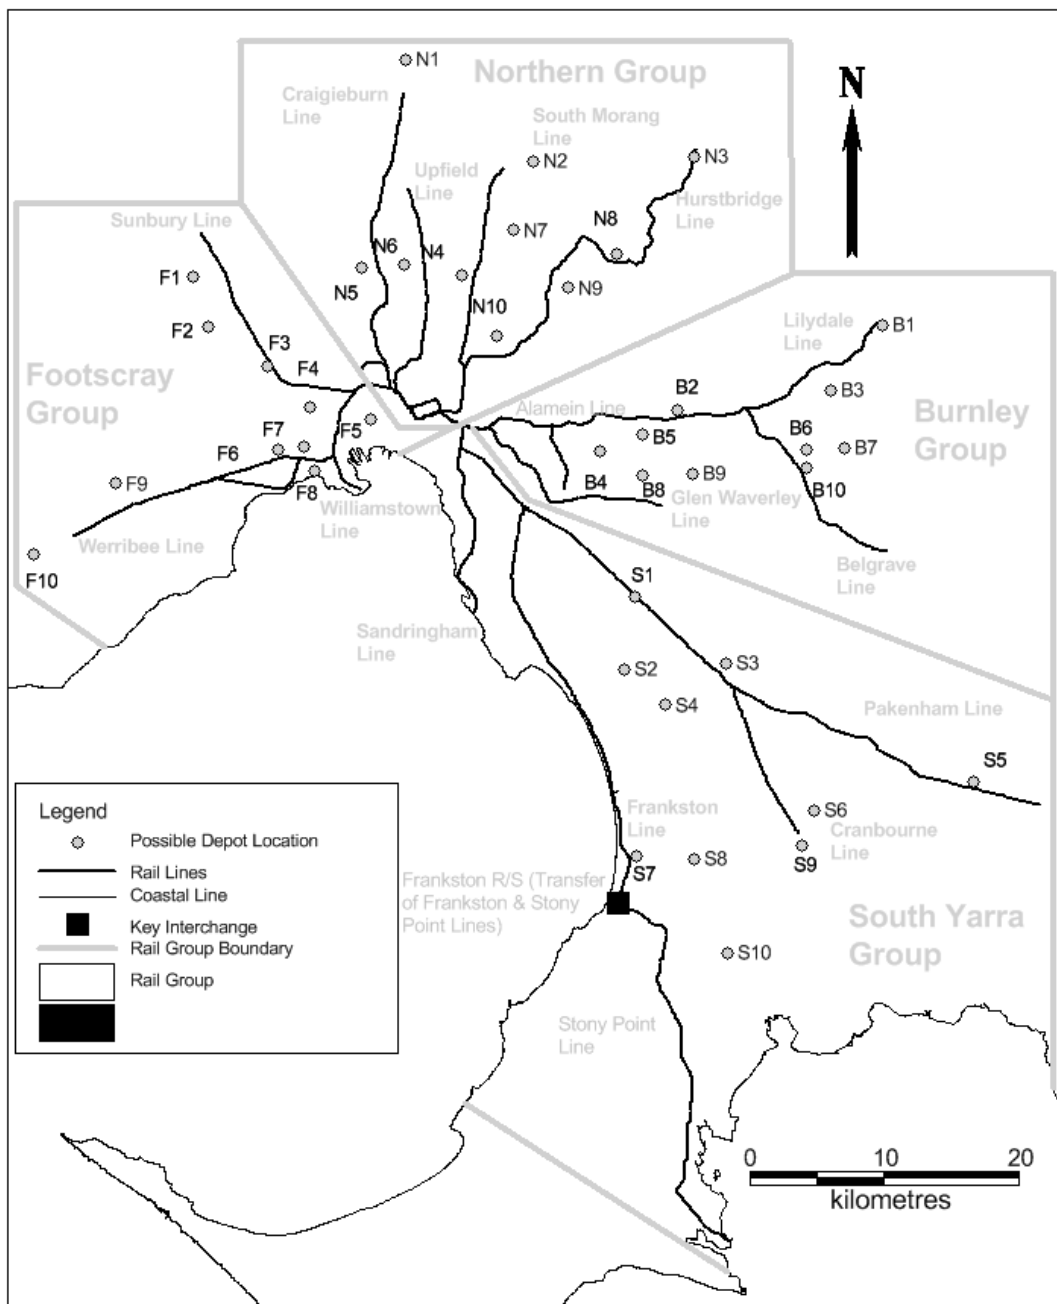 N1
Northern Group
N
Craigieburn
Line
South Morang
Line
N2
N3
Upfield
Line
Hurstbridge
Line
Sunbury Line
N7
N8
N6
N4
F1
N5
N9
N10
F2
Lilydale
Line
B1
F3
F4
Footscray
Group
B3
B2
Alamein Line
Burnley
Group
F5
B5
B6
B7
F7
F6
F9
F8
B4
B8
B9
B10
Glen Waverley
Line
Williamstown
Line
Werribee Line
F10
Belgrave
Line
S1
Sandringham
Line
S2
S3
S4
Pakenham Line
S5
Legend
Possible Depot Location
Rail Lines
Coastal Line
Key Interchange
Rail Group Boundary
Rail Group
Frankston
Line
S6
Cranbourne
Line
S7
S8
S9
Frankston R/S (Transfer
of Frankston & Stony
Point Lines)
South Yarra
Group
S10
Stony Point
Line
0 10 20
kilometres